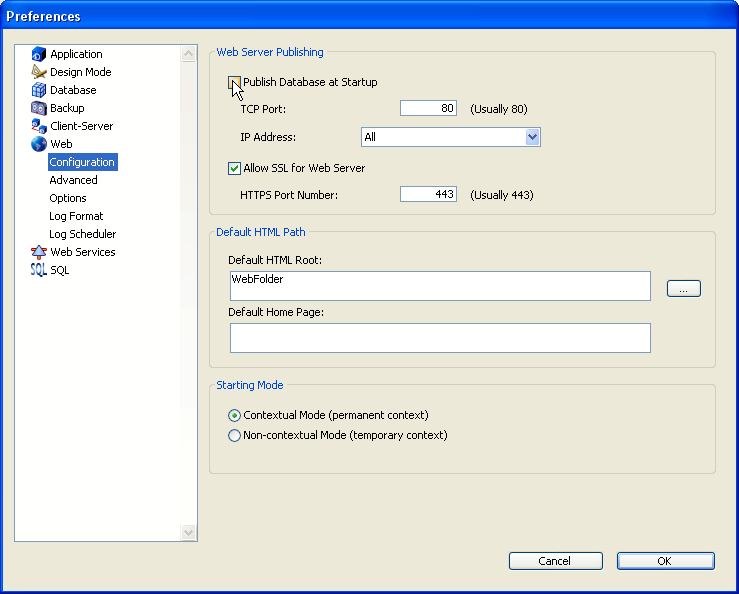 Preferences
Application
Design Mode
Database
Backup
Client-Server
Web
Configuration
Advanced
Options
Log Format
Log Scheduler
Web Services
SQL SQL
Web Server Publishing
Publish Database at Startup
TCP Port: 80 (Usually 80)
IP Address: All
Allow SSL for Web Server
HTTPS Port Number: 443 (Usually 443)
Default HTML Path
Default HTML Root:
WebFolder
...
Default Home Page:
Starting Mode
Contextual Mode (permanent context)
Non-contextual Mode (temporary context)
Cancel OK